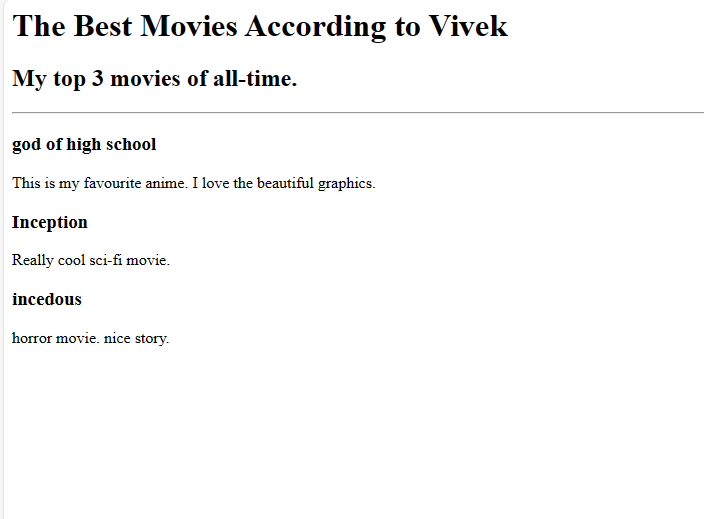 The Best Movies According to Vivek
My top 3 movies of all-time.
god of high school
This is my favourite anime. I love the beautiful graphics.
Inception
Really cool sci-fi movie.
incedous
horror movie. nice story.